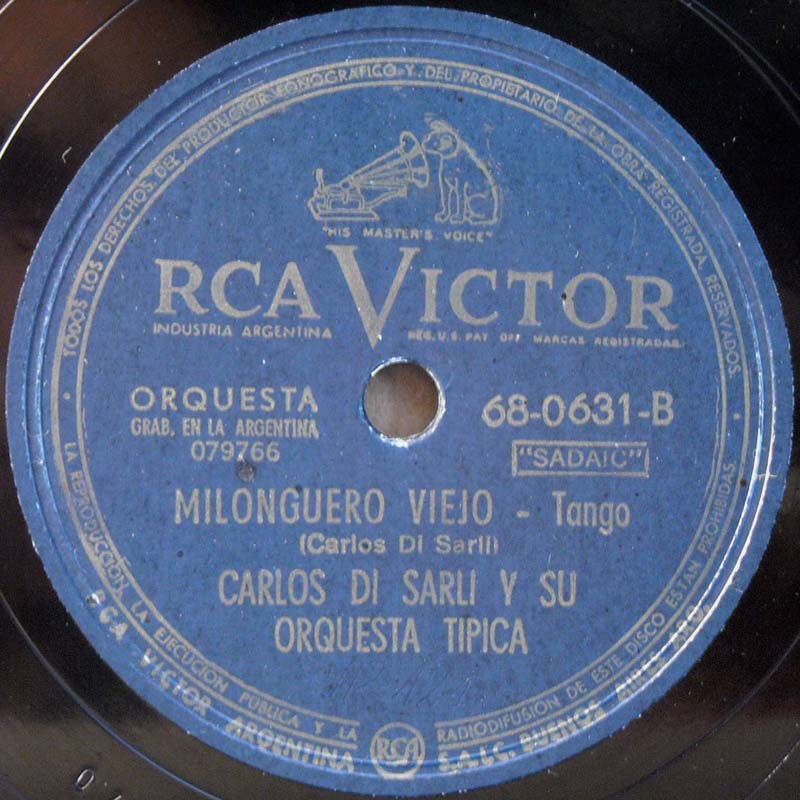 TODOS LOS DERECHOS DEL PRODUCTOR FONOGRAFICO Y DEL PROPIETARIO DE LA OBRA REGISTRADA, RESERVADOS.
"HIS MASTER'S VOICE"
RCA VICTOR
INDUSTRIA ARGENTINA
REG. U.S. PAT OFF MARCAS REGISTRADAS.
ORQUESTA
GRAB. EN LA ARGENTINA
079766
68-0631-B
"SADAIC"
MILONGUERO VIEJO - Tango
(Carlos Di Sarli)
CARLOS DI SARLI Y SU
ORQUESTA TIPICA
LA REPRODUCCION, LA EJECUCION PUBLICA Y LA RADIODIFUSION DE ESTE DISCO ESTAN PROHIBIDAS.
RCA VICTOR ARGENTINA RCA S.A.I.C. BUENOS AIRES